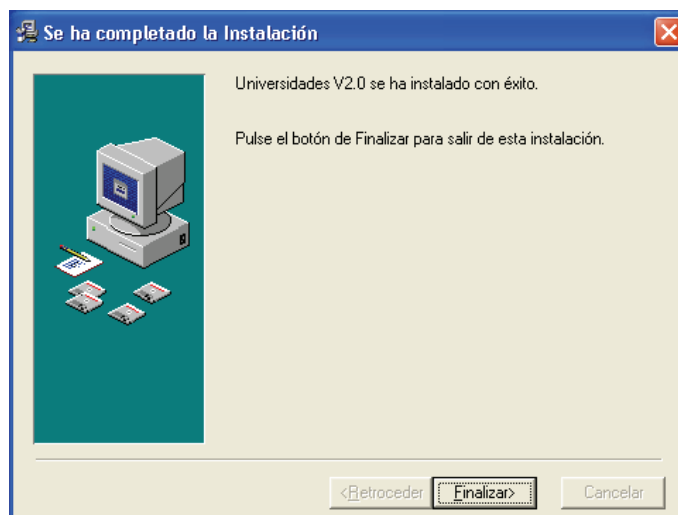 Se ha completado la Instalación
Universidades V2.0 se ha instalado con éxito.
Pulse el botón de Finalizar para salir de esta instalación.
<Retroceder
Finalizar>
Cancelar